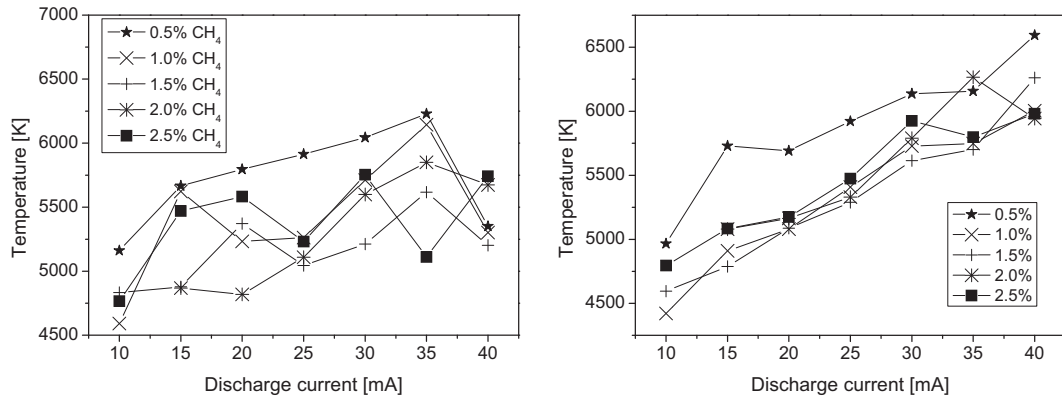 7000
6500
6000
5500
5000
4500
Temperature [K]
0.5% CH4
1.0% CH4
1.5% CH4
2.0% CH4
2.5% CH4
10 15 20 25 30 35 40
Discharge current [mA]
6500
6000
5500
5000
4500
Temperature [K]
0.5%
1.0%
1.5%
2.0%
2.5%
10 15 20 25 30 35 40
Discharge current [mA]